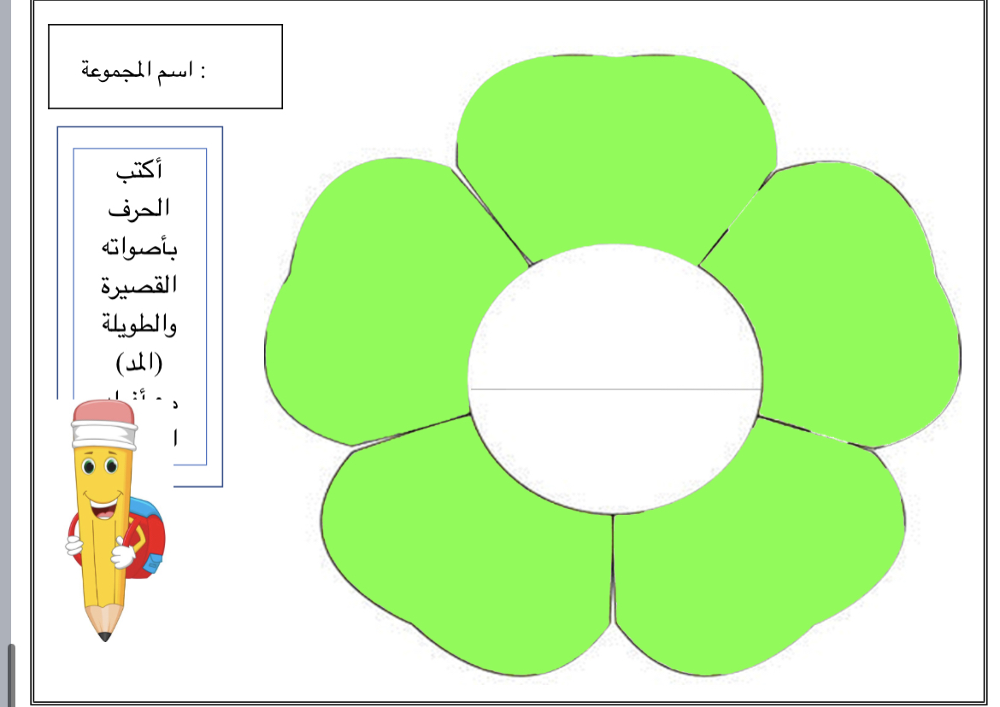 اسم المجموعة :
أكتب
الحرف
بأصواته
القصيرة
والطويلة
(المد)